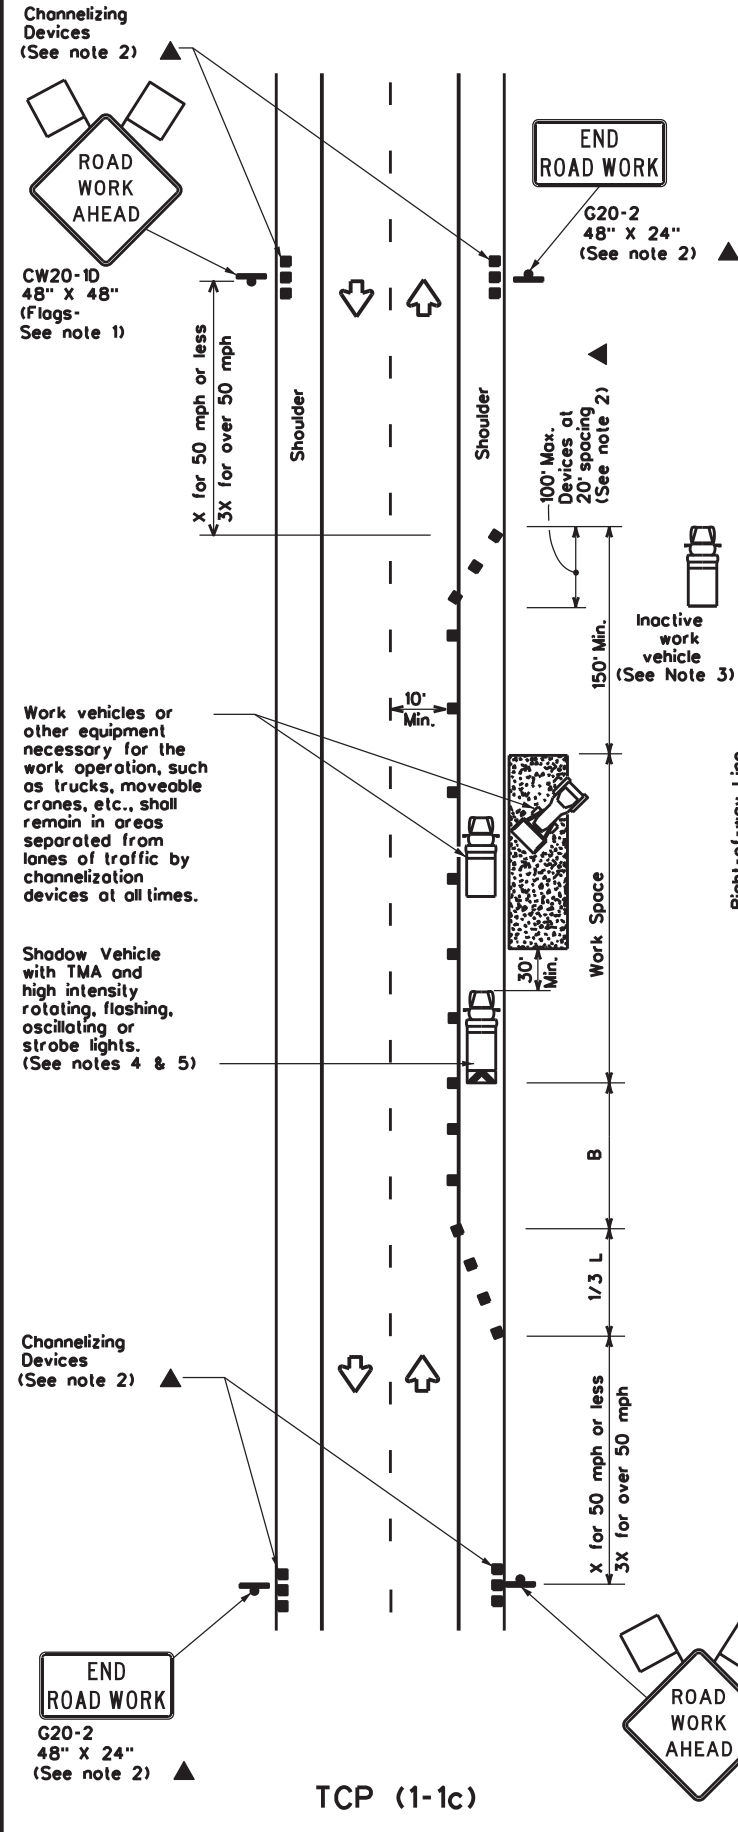 Channelizing
Devices
(See note 2)
ROAD
WORK
AHEAD
CW20-1D
48" X 48"
(Flags-
See note 1)
END
ROAD WORK
G20-2
48" X 24"
(See note 2)
X for 50 mph or less
3X for over 50 mph
Shoulder
Shoulder
100' Max.
Devices at
20' spacing
(See note 2)
150' Min.
Inactive
work
vehicle
(See Note 3)
10'
Min.
Work vehicles or
other equipment
necessary for the
work operation, such
as trucks, moveable
cranes, etc., shall
remain in areas
separated from
lanes of traffic by
channelization
devices at all times.
Right-of-way Line
Work Space
30'
Min.
Shadow Vehicle
with TMA and
high intensity
rotating, flashing,
oscillating or
strobe lights.
(See notes 4 & 5)
B
1/3 L
Channelizing
Devices
(See note 2)
X for 50 mph or less
3X for over 50 mph
END
ROAD WORK
G20-2
48" X 24"
(See note 2)
ROAD
WORK
AHEAD
TCP (1-1c)